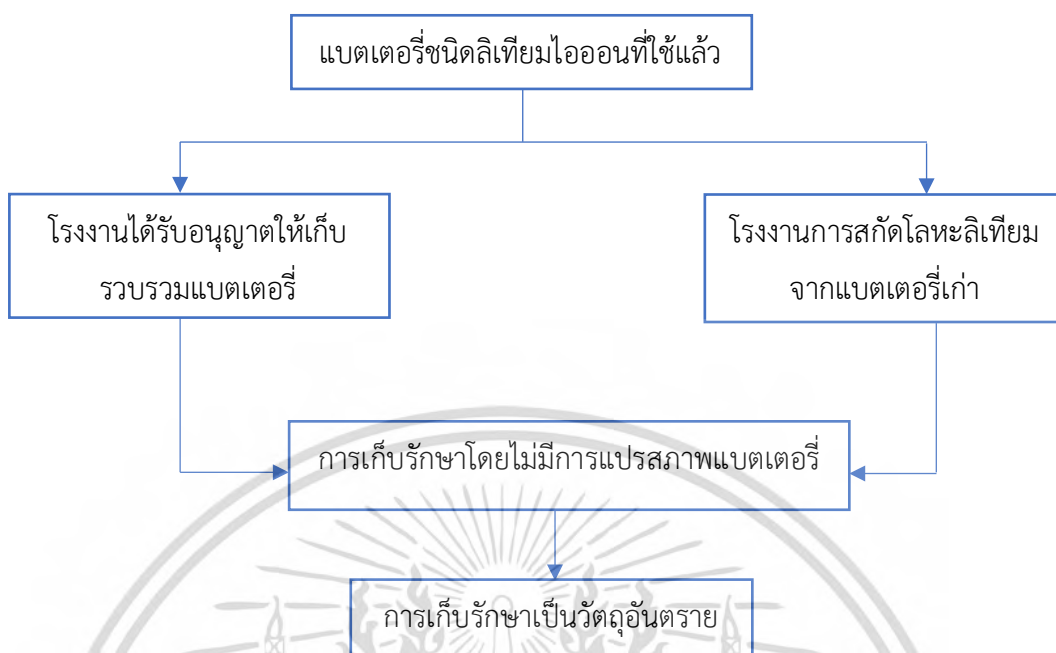 แบตเตอรี่ชนิดลิเทียมไอออนที่ใช้แล้ว
โรงงานได้รับอนุญาตให้เก็บ
รวบรวมแบตเตอรี่
โรงงานการสกัดโลหะลิเทียม
จากแบตเตอรี่เก่า
การเก็บรักษาโดยไม่มีการแปรสภาพแบตเตอรี่
การเก็บรักษาเป็นวัตถุอันตราย